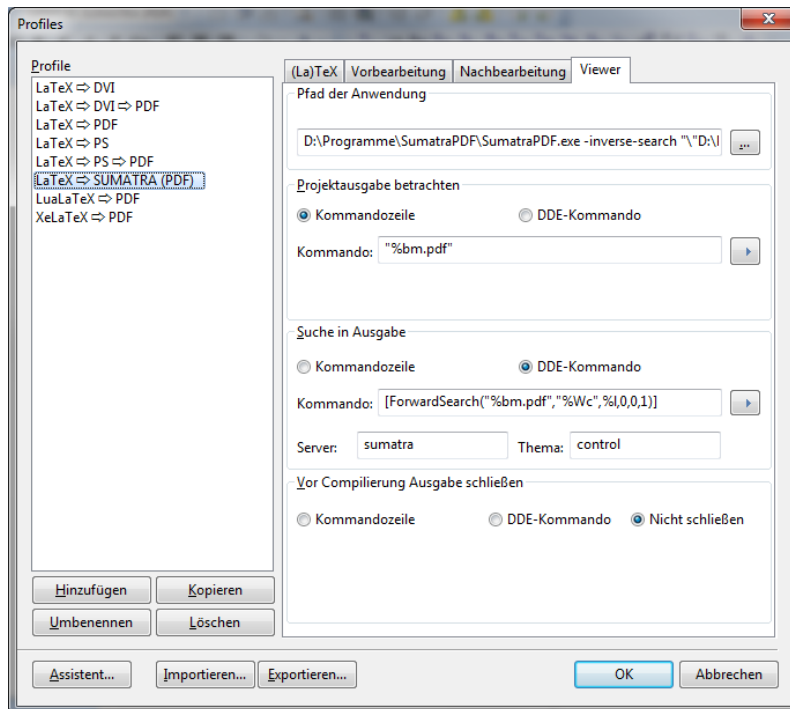 Profiles
Profile
LaTeX ⇨ DVI
LaTeX ⇨ DVI ⇨ PDF
LaTeX ⇨ PDF
LaTeX ⇨ PS
LaTeX ⇨ PS ⇨ PDF
LaTeX ⇨ SUMATRA (PDF)
LuaLaTeX ⇨ PDF
XeLaTeX ⇨ PDF
Hinzufügen Kopieren
Umbenennen Löschen
(La)TeX Vorbearbeitung Nachbearbeitung Viewer
Pfad der Anwendung
D:\Programme\SumatraPDF\SumatraPDF.exe -inverse-search "\"D:\ ...
Projektausgabe betrachten
Kommandozeile DDE-Kommando
Kommando: "%bm.pdf"
Suche in Ausgabe
Kommandozeile DDE-Kommando
Kommando: [ForwardSearch("%bm.pdf","%Wc",%l,0,0,1)]
Server: sumatra Thema: control
Vor Compilierung Ausgabe schließen
Kommandozeile DDE-Kommando Nicht schließen
Assistent... Importieren... Exportieren... OK Abbrechen